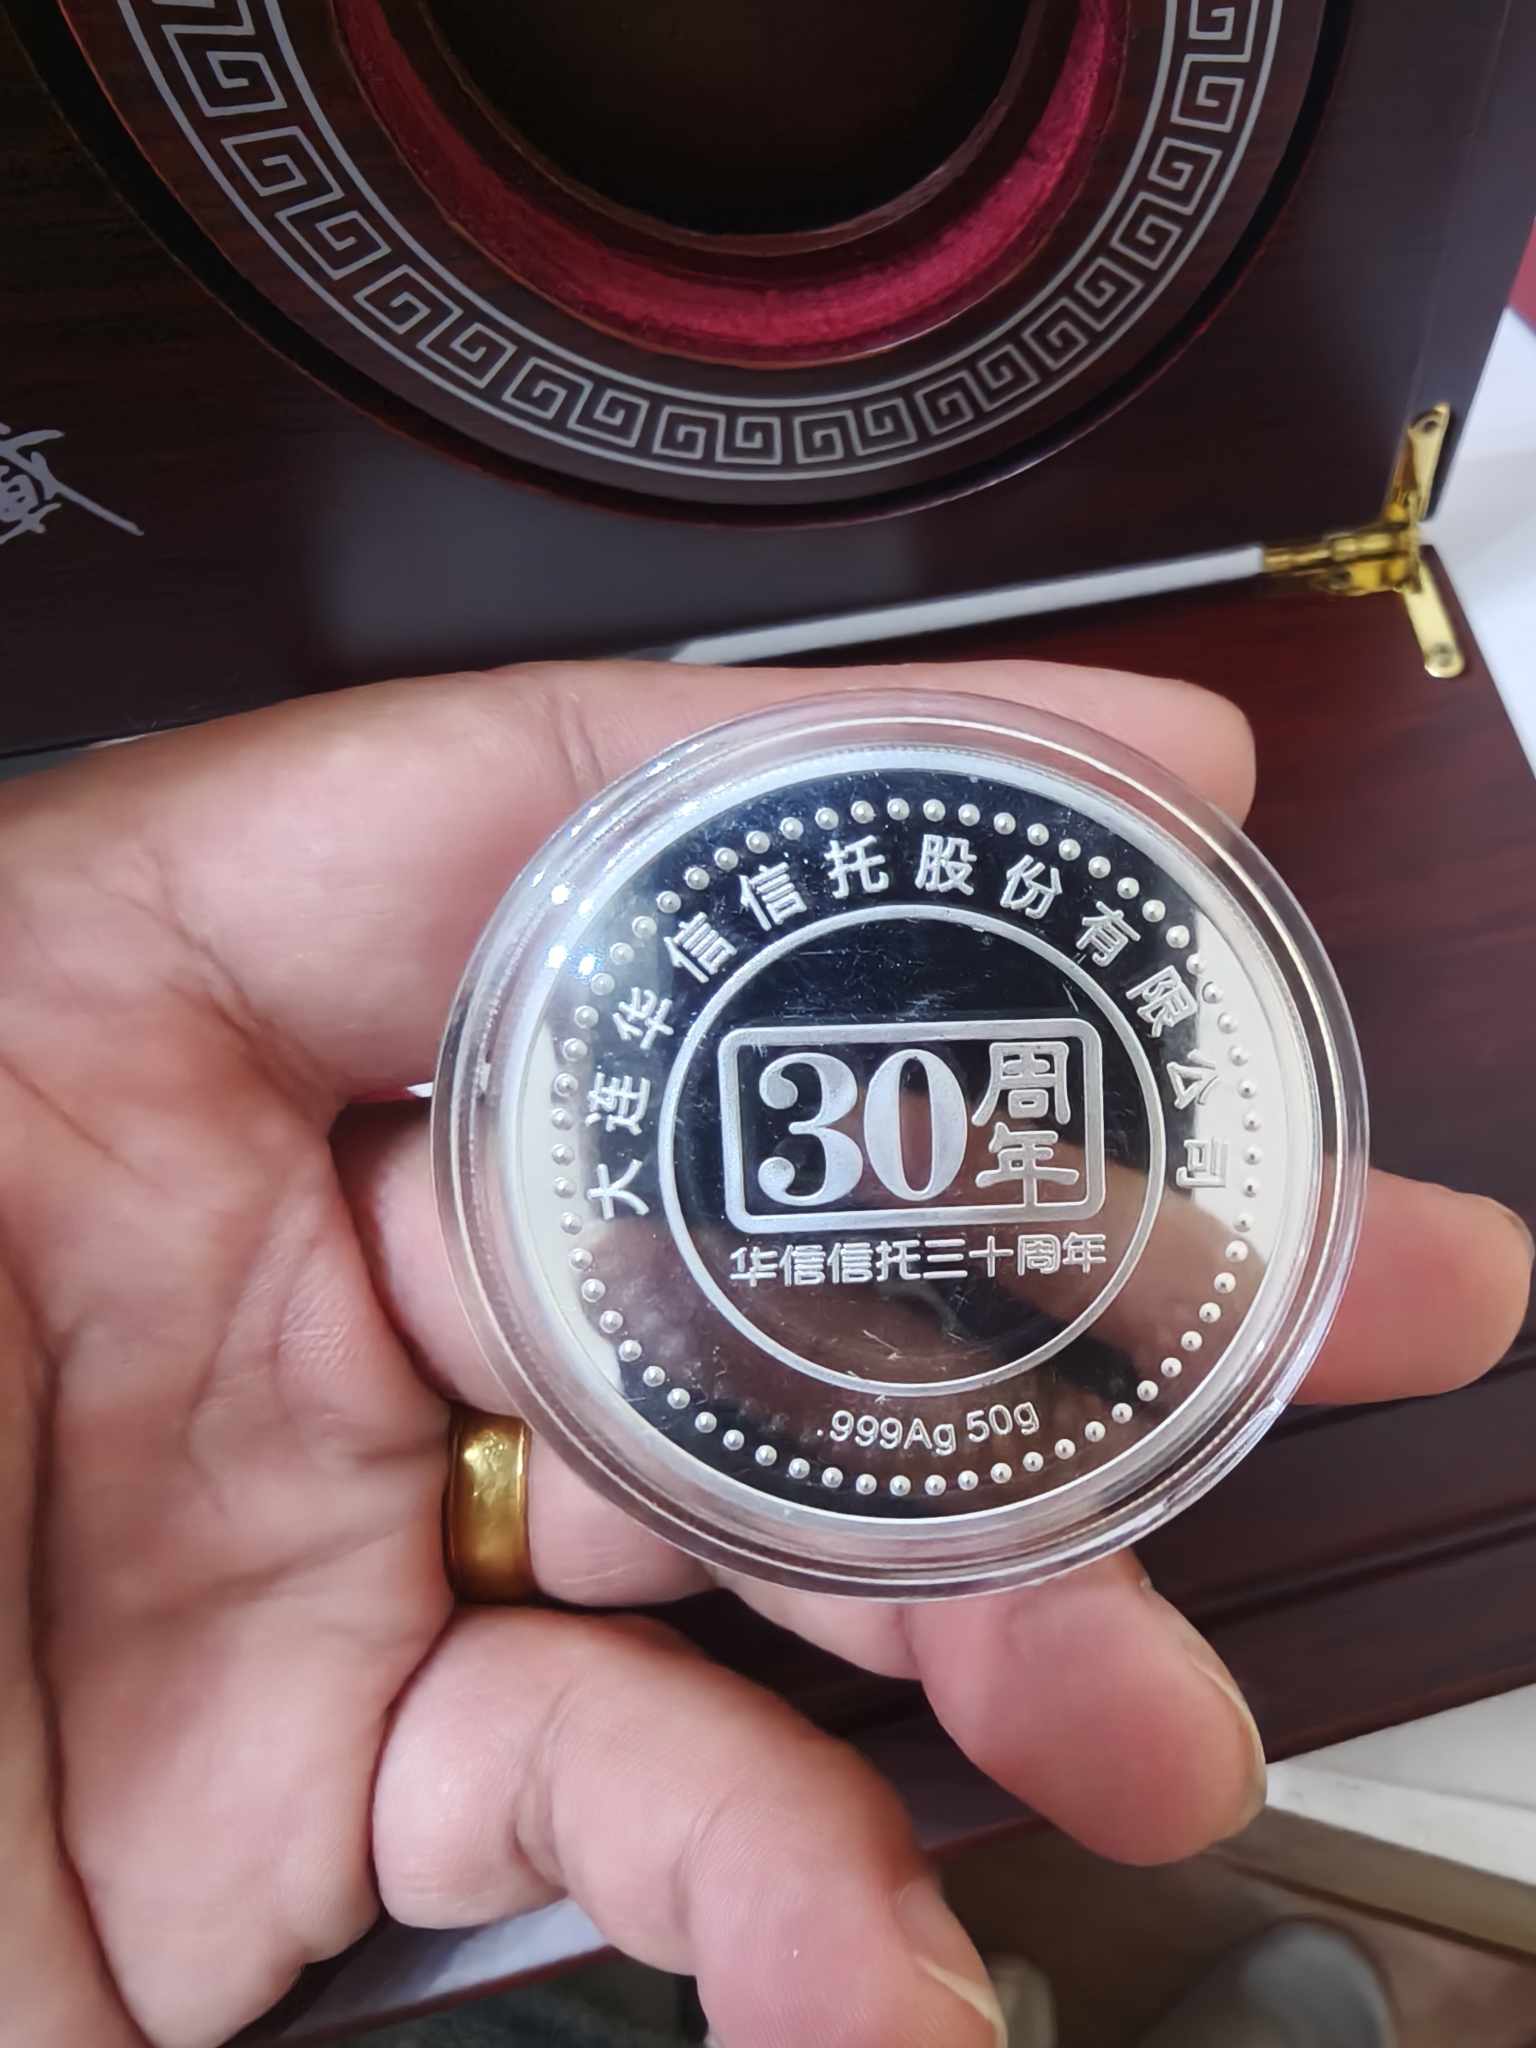 大连华信信托股份有限公司
30周年
华信信托三十周年
.999Ag 50g